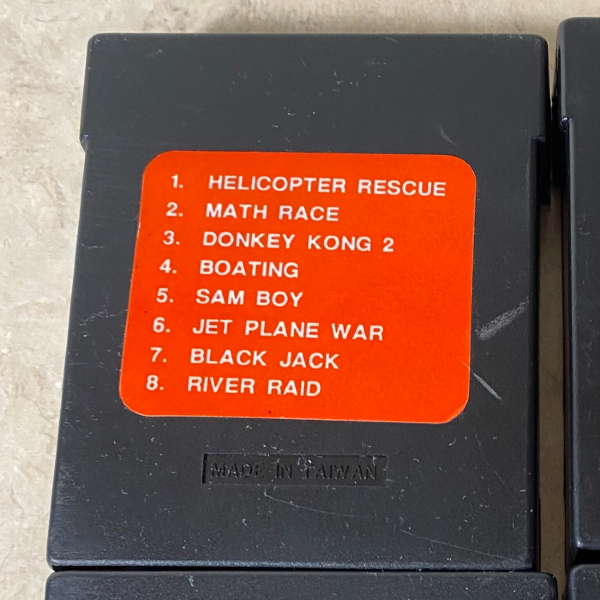 1. HELICOPTER RESCUE
2. MATH RACE
3. DONKEY KONG 2
4. BOATING
5. SAM BOY
6. JET PLANE WAR
7. BLACK JACK
8. RIVER RAID
MADE IN TAIWAN